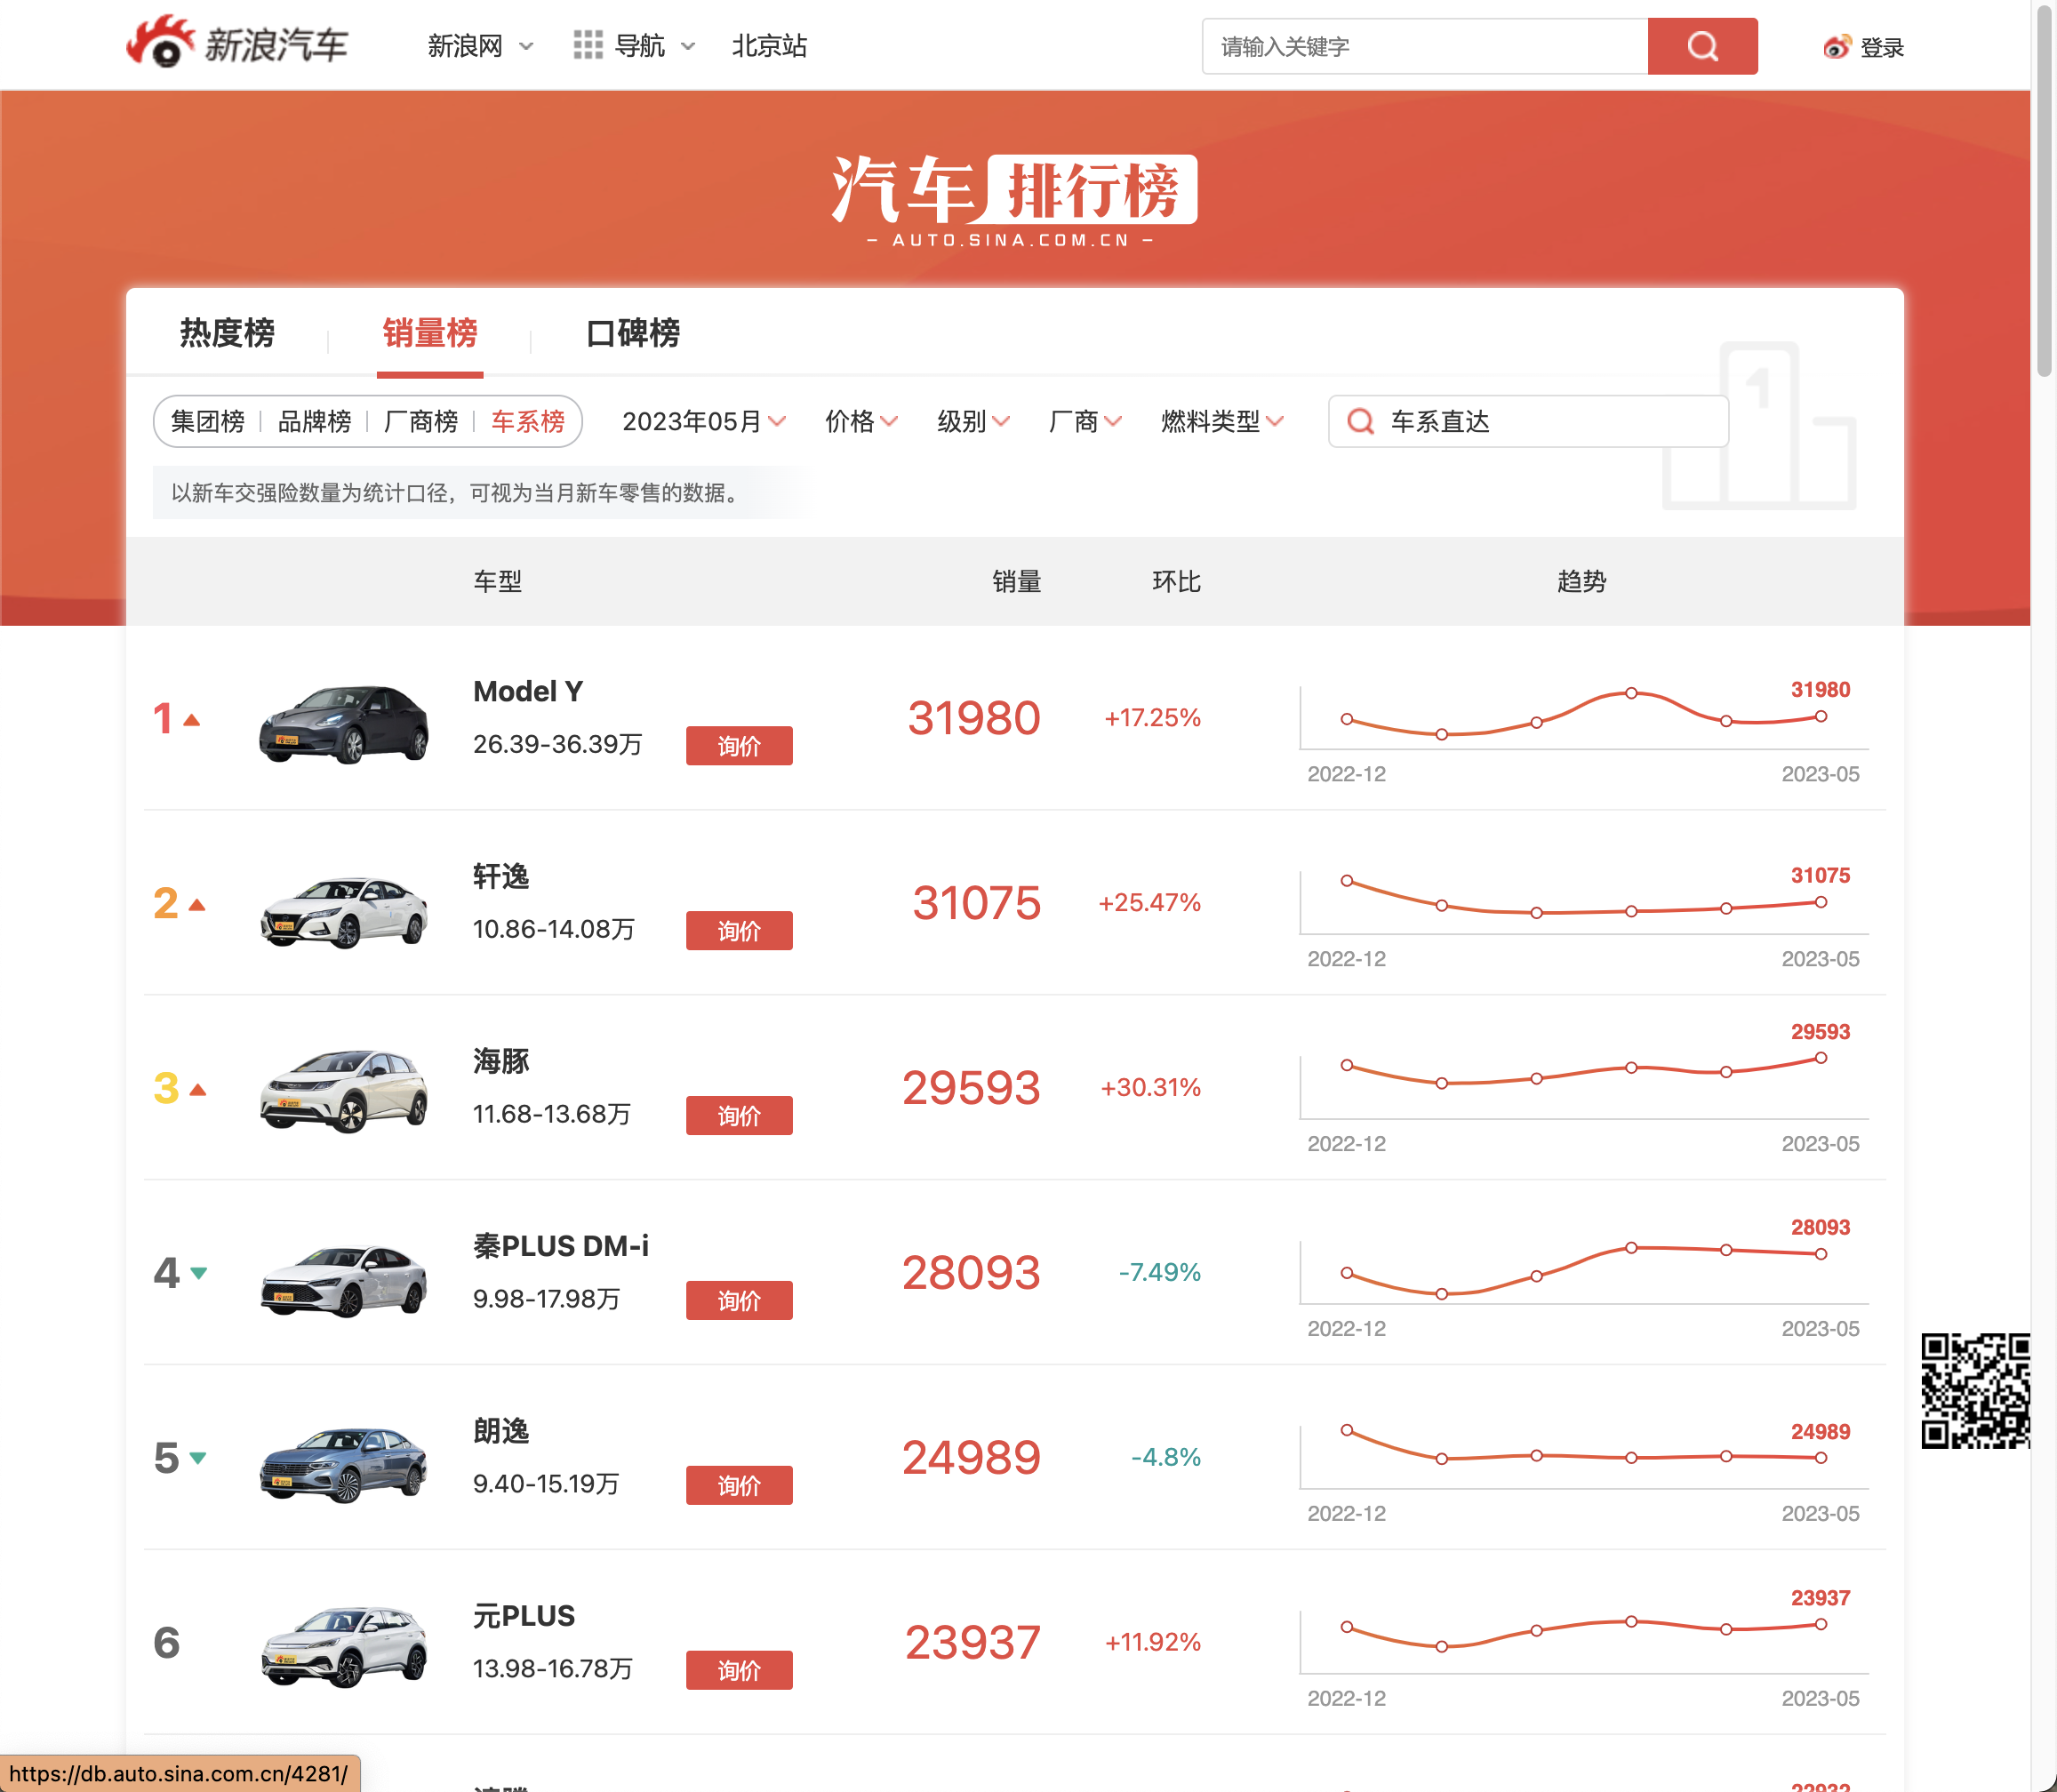 新浪汽车 新浪网 导航 北京站 请输入关键字 登录
汽车排行榜
- AUTO.SINA.COM.CN -
热度榜 销量榜 口碑榜
集团榜 品牌榜 厂商榜 车系榜 2023年05月 价格 级别 厂商 燃料类型 车系直达
1
以新车交强险数量为统计口径，可视为当月新车零售的数据。
车型 销量 环比 趋势
1 Model Y 31980 +17.25% 31980
26.39-36.39万 询价
2022-12 2023-05
2 轩逸 31075 +25.47% 31075
10.86-14.08万 询价
2022-12 2023-05
3 海豚 29593 +30.31% 29593
11.68-13.68万 询价
2022-12 2023-05
4 秦PLUS DM-i 28093 -7.49% 28093
9.98-17.98万 询价
2022-12 2023-05
5 朗逸 24989 -4.8% 24989
9.40-15.19万 询价
2022-12 2023-05
6 元PLUS 23937 +11.92% 23937
13.98-16.78万 询价
2022-12 2023-05
https://db.auto.sina.com.cn/4281/